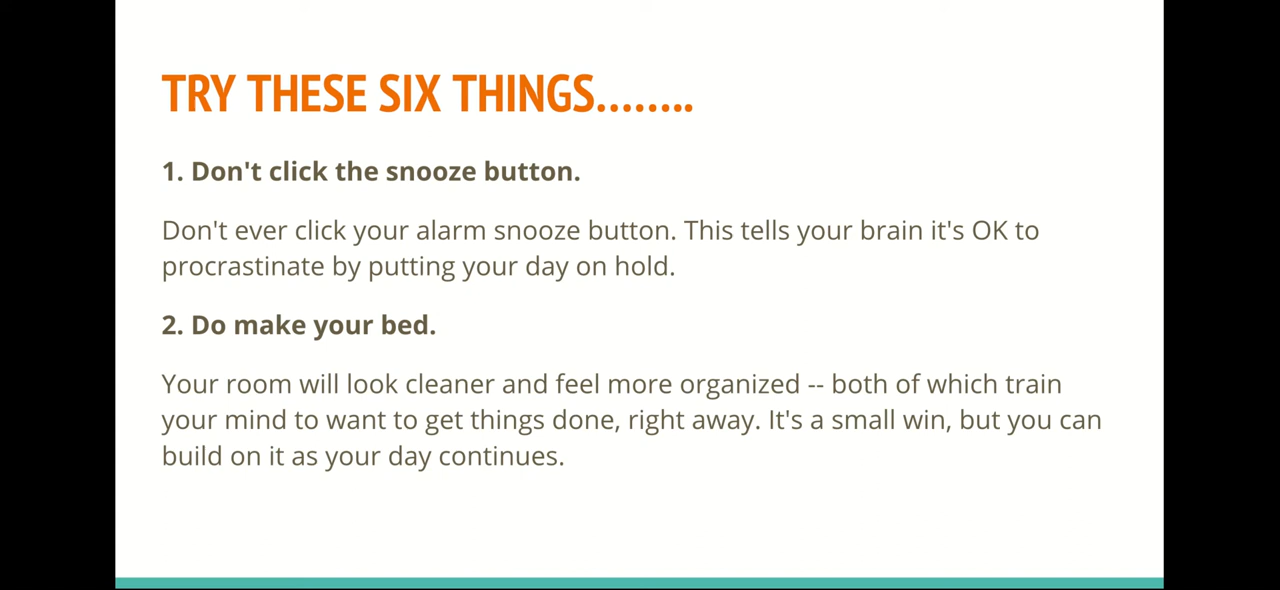 TRY THESE SIX THINGS........
1. Don't click the snooze button.
Don't ever click your alarm snooze button. This tells your brain it's OK to
procrastinate by putting your day on hold.
2. Do make your bed.
Your room will look cleaner and feel more organized -- both of which train
your mind to want to get things done, right away. It's a small win, but you can
build on it as your day continues.